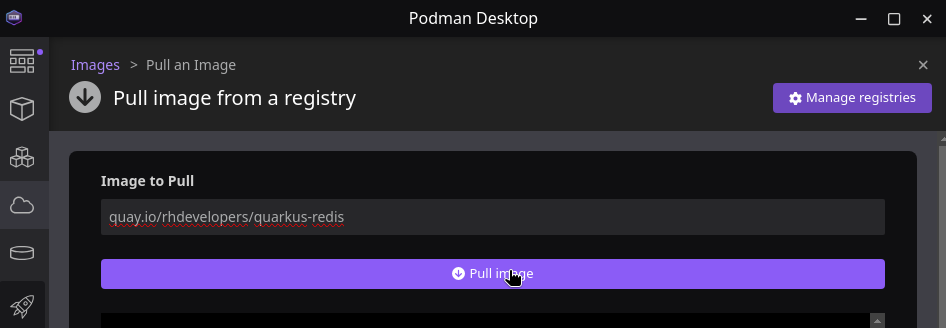 Podman Desktop
Images > Pull an Image
Pull image from a registry
Manage registries
Image to Pull
quay.io/rhdevelopers/quarkus-redis
Pull image